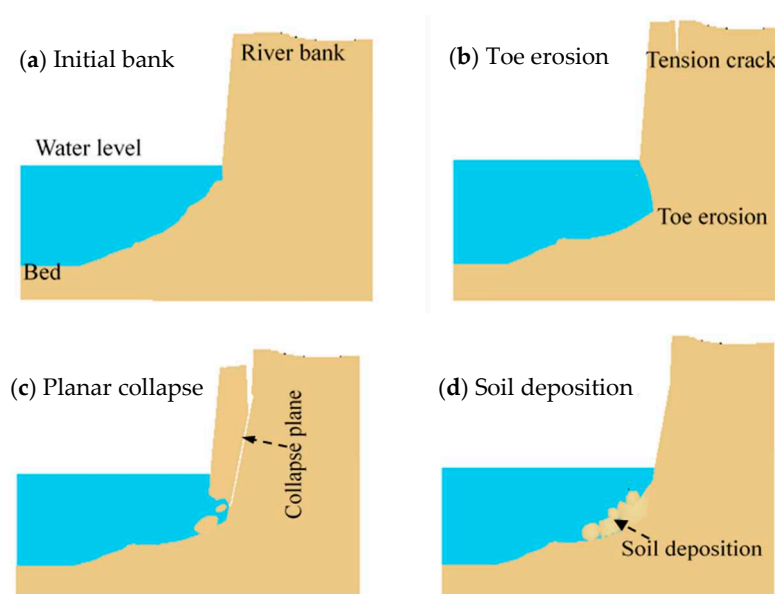 (a) Initial bank
River bank
Water level
Bed
(b) Toe erosion
Tension crack
Toe erosion
(c) Planar collapse
Collapse plane
(d) Soil deposition
Soil deposition